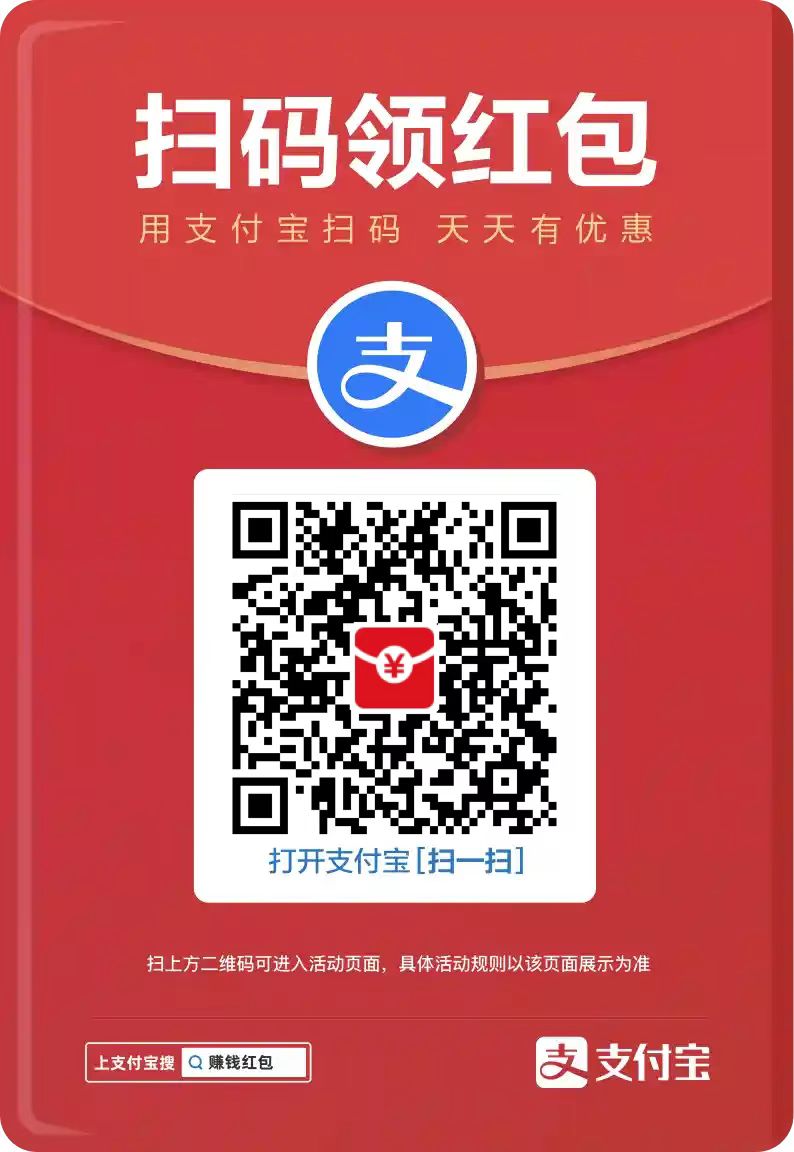 扫码领红包
用支付宝扫码 天天有优惠
支
¥
打开支付宝[扫一扫]
扫上方二维码可进入活动页面，具体活动规则以该页面展示为准
上支付宝搜 赚钱红包
支 支付宝